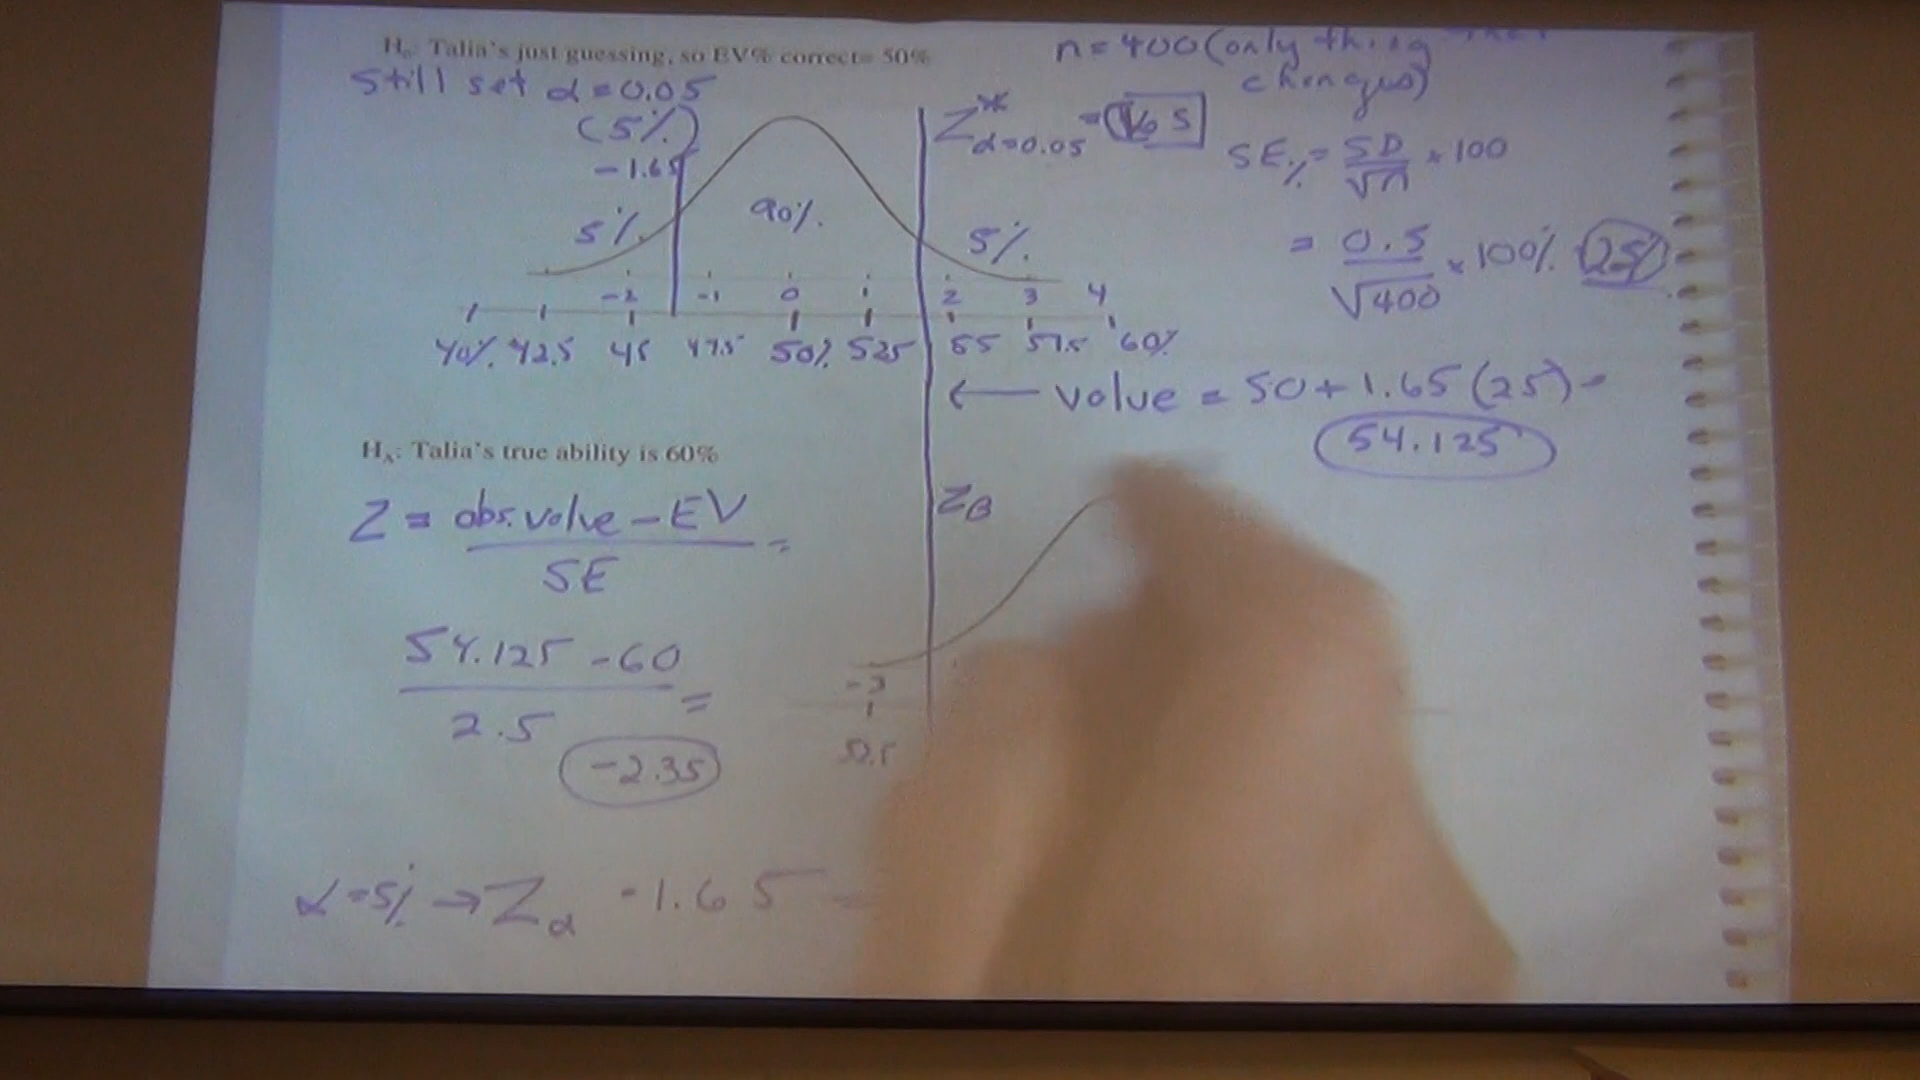 H₀: Talia's just guessing, so EV% correct= 50%
n = 400 (only thing
changes)
Still set α = 0.05
(5%)
Z*α=0.05 = 1.65
-1.65
SE% = SD/√n × 100
5% 90% 5%
= 0.5/√400 × 100% 2.5%
-2 -1 0 1 2 3 4
40% 42.5 45 47.5 50% 52.5 55 57.5 60%
← value = 50 + 1.65 (2.5) =
54.125
Hₐ: Talia's true ability is 60%
Z = obs. value - EV / SE =
Zβ
54.125 - 60 / 2.5 =
-2.35
-3
52.5
α = 5% → Zα = 1.65